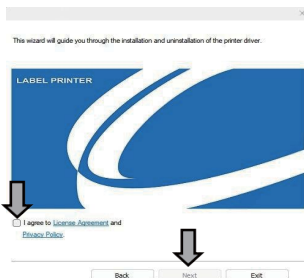 This wizard will guide you through the installation and uninstallation of the printer driver.
LABEL PRINTER
I agree to License Agreement and
Privacy Policy.
Back Next Exit